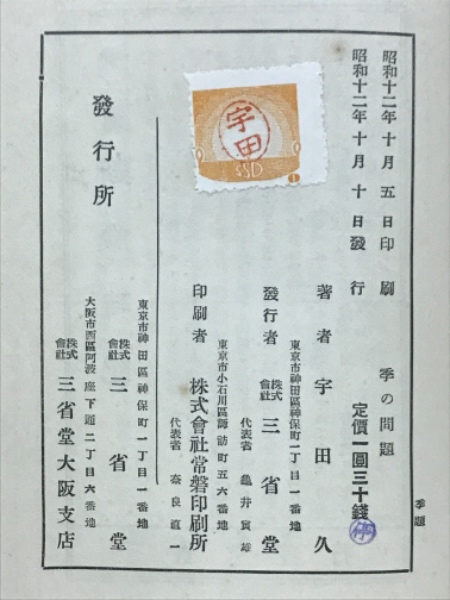 昭和十二年十月五日印刷
昭和十二年十月十日發行
季の問題
定價一圓三十錢
停
季題
著者 宇田久
東京市神田區神保町一丁目一番地
發行者 株式會社 三省堂
代表者 龜井寅雄
東京市小石川區諏訪町五六番地
印刷者 株式會社常磐印刷所
代表者 奈良直一
宇田
SSD
1
發行所
東京市神田區神保町一丁目一番地
株式會社 三省堂
大阪市西區阿波座下通二丁目六番地
株式會社 三省堂大阪支店